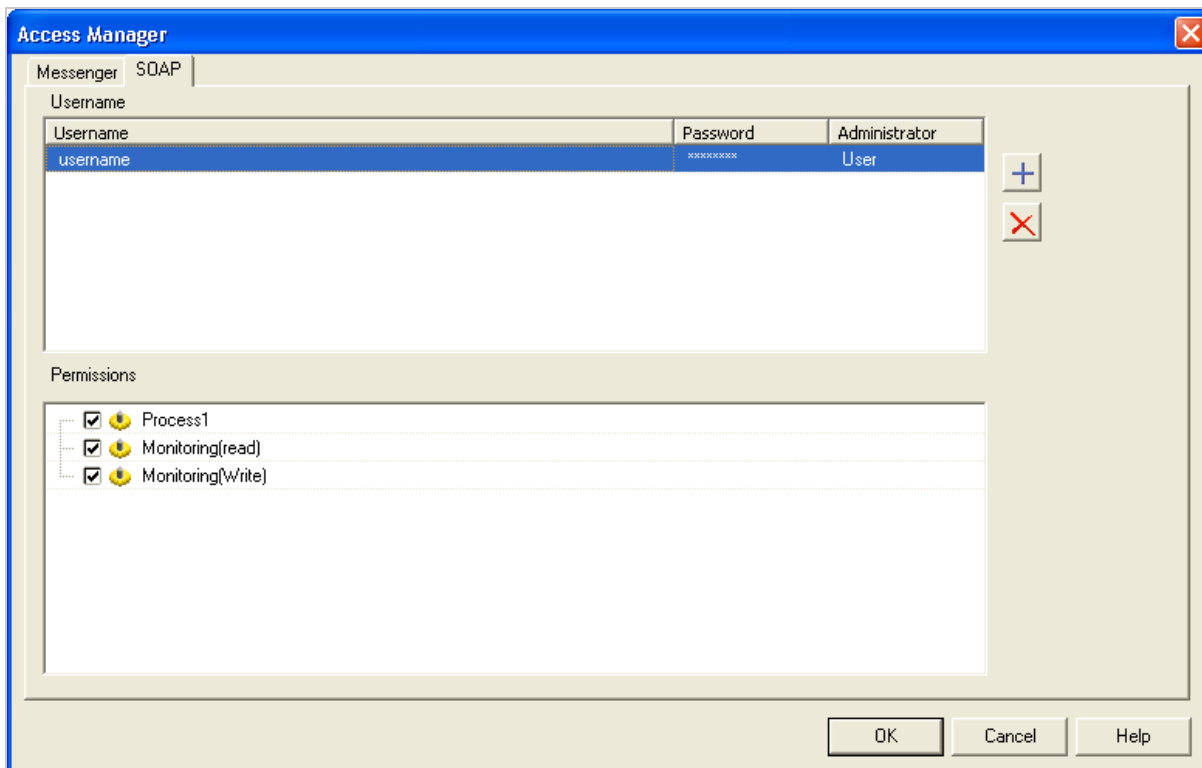 Access Manager
Messenger SOAP
Username
Username Password Administrator
username ******** User
Permissions
Process1
Monitoring(read)
Monitoring(Write)
OK Cancel Help